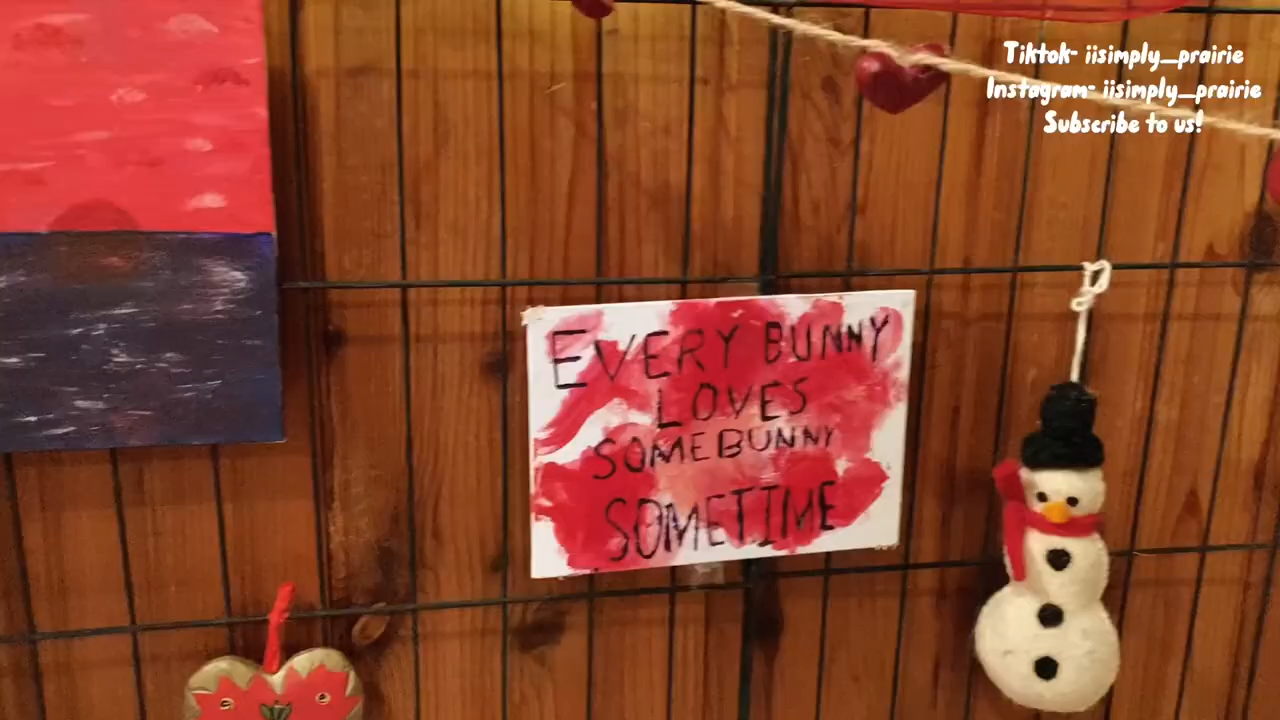 Tiktok- iisimply_prairie
Instagram- iisimply_prairie
Subscribe to us!
EVERY BUNNY
LOVES
SOMEBUNNY
SOMETIME